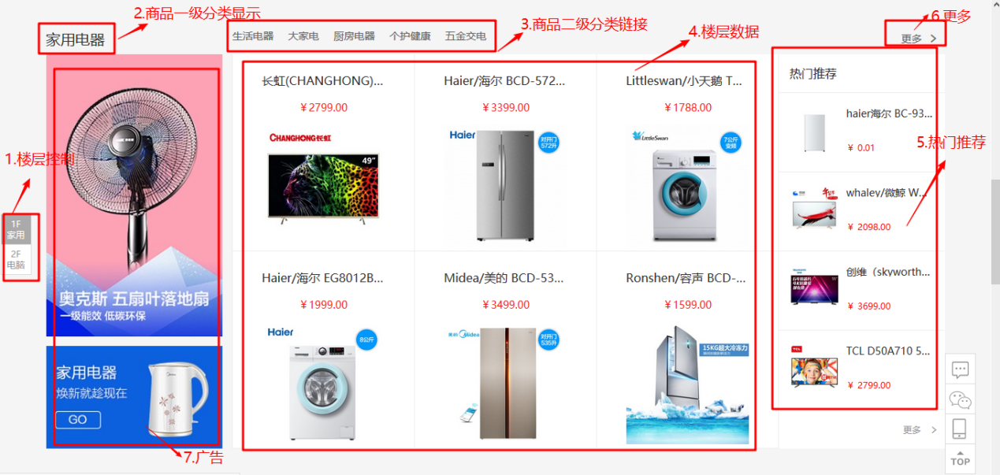 2.商品一级分类显示
6.更多
3.商品二级分类链接
4.楼层数据
家用电器
生活电器 大家电 厨房电器 个护健康 五金交电
更多 >
长虹(CHANGHONG)...
¥2799.00
CHANGHONG长虹
49”
Haier/海尔 BCD-572...
¥3399.00
Haier
对开门
572升
Littleswan/小天鹅 T...
¥1788.00
LittleSwan
7公斤
变频
热门推荐
haier海尔 BC-93...
¥ 0.01
5.热门推荐
whaley/微鲸 W...
¥ 2098.00
创维（skyworth...
¥ 3699.00
TCL
TCL D50A710 5...
¥ 2799.00
更多 >
1.楼层控制
1F
家用
2F
电脑
奥克斯 五扇叶落地扇
一级能效 低碳环保
家用电器
焕新就趁现在
GO
7.广告
Haier/海尔 EG8012B...
¥1999.00
Haier
8公斤
Midea/美的 BCD-53...
¥3499.00
美的 Midea
对开门
535升
Ronshen/容声 BCD-...
¥1599.00
15KG超大冷冻力
TOP